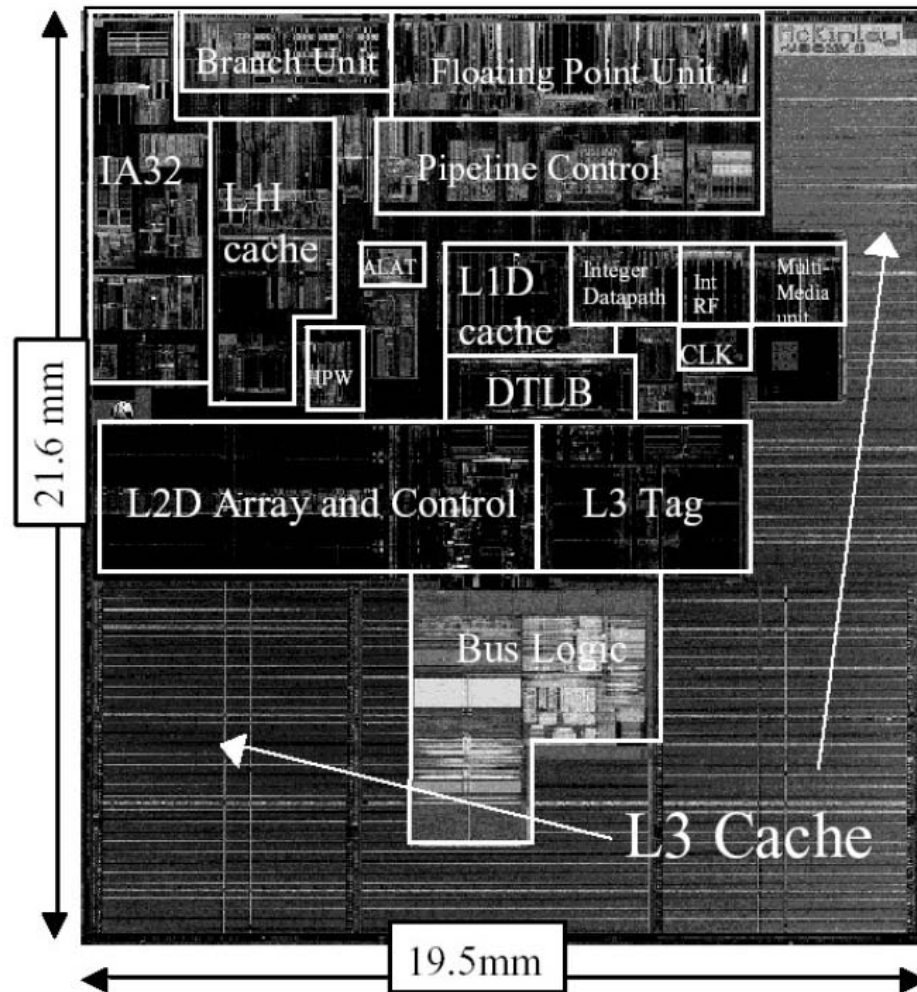 Branch Unit
Floating Point Unit
McKinley
IA32
L1I
cache
Pipeline Control
ALAT
L1D
cache
Integer
Datapath
Int
RF
Multi-
Media
unit
HPW
CLK
DTLB
21.6 mm
L2D Array and Control
L3 Tag
Bus Logic
L3 Cache
19.5mm